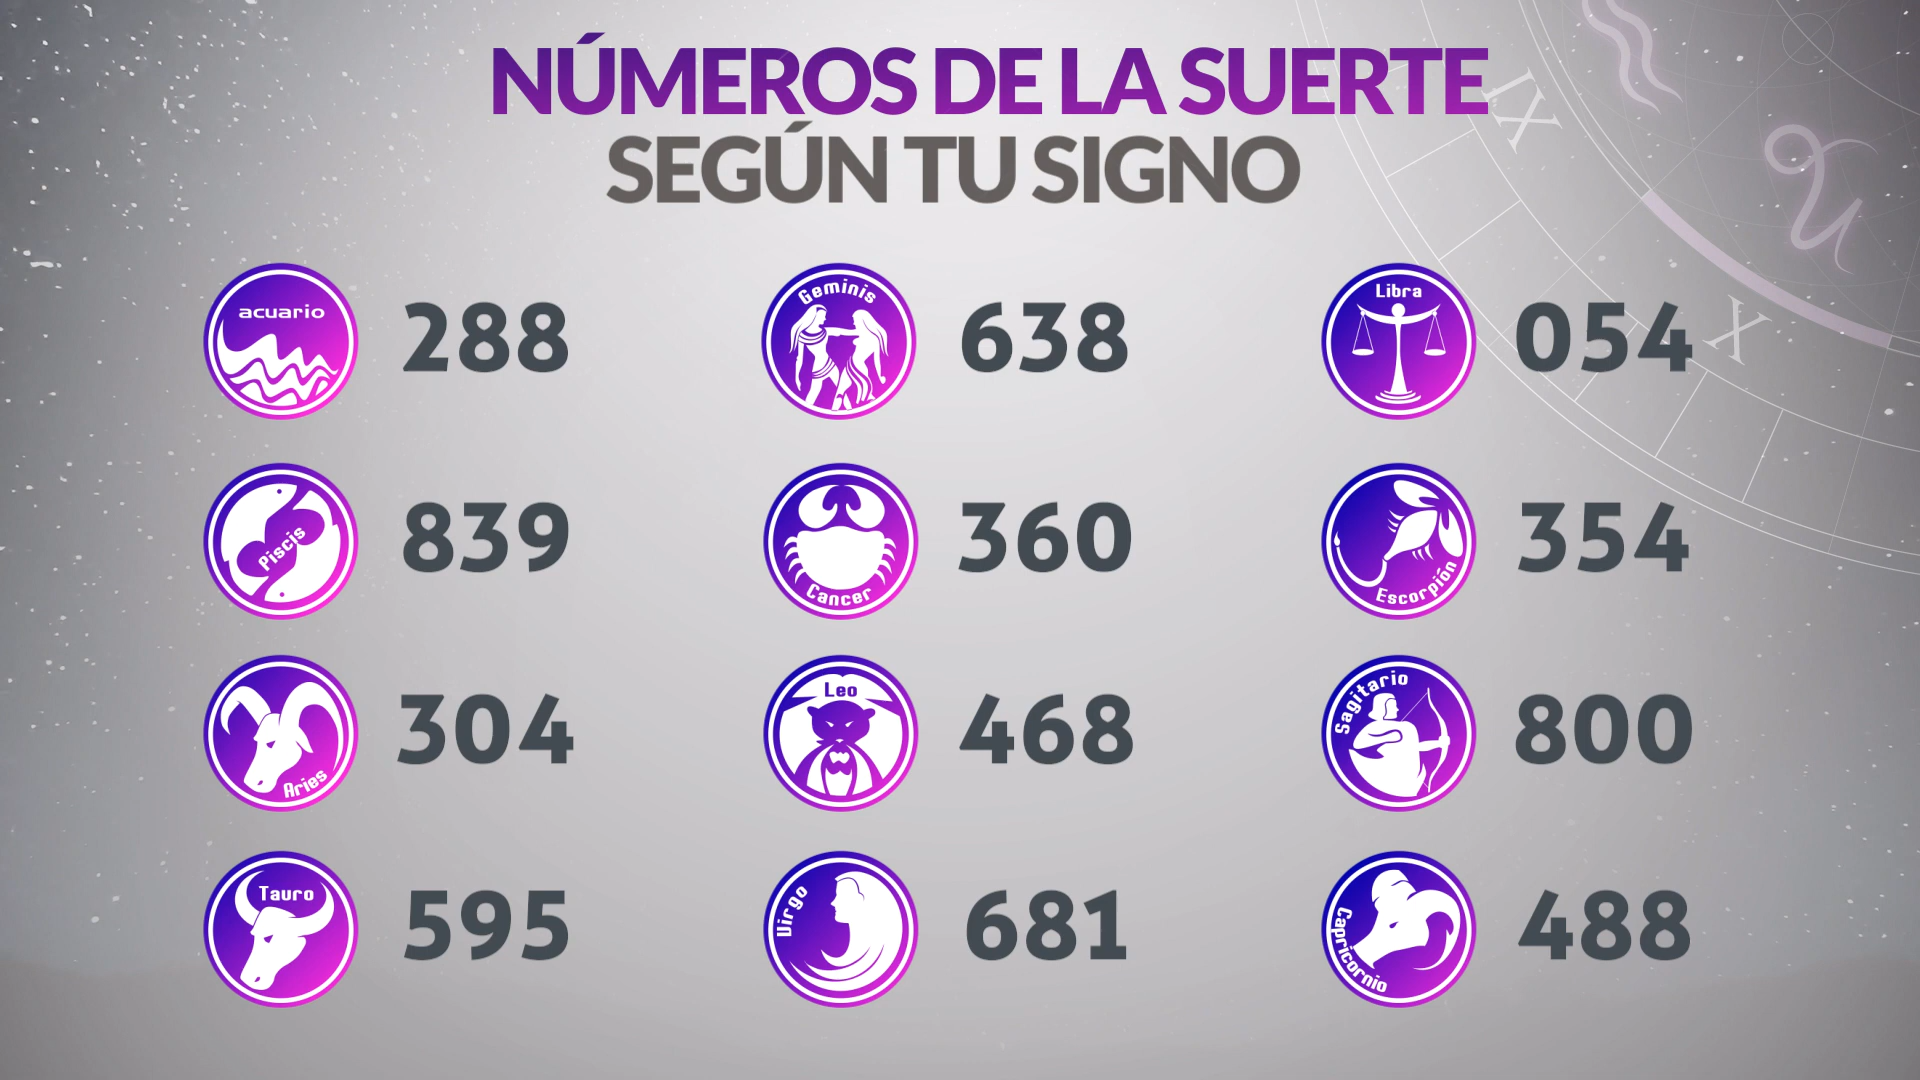 NÚMEROS DE LA SUERTE
SEGÚN TU SIGNO
acuario 288
Geminis 638
Libra 054
Piscis 839
Cancer 360
Escorpión 354
Aries 304
Leo 468
Sagitario 800
Tauro 595
Virgo 681
Capricornio 488
IX
X